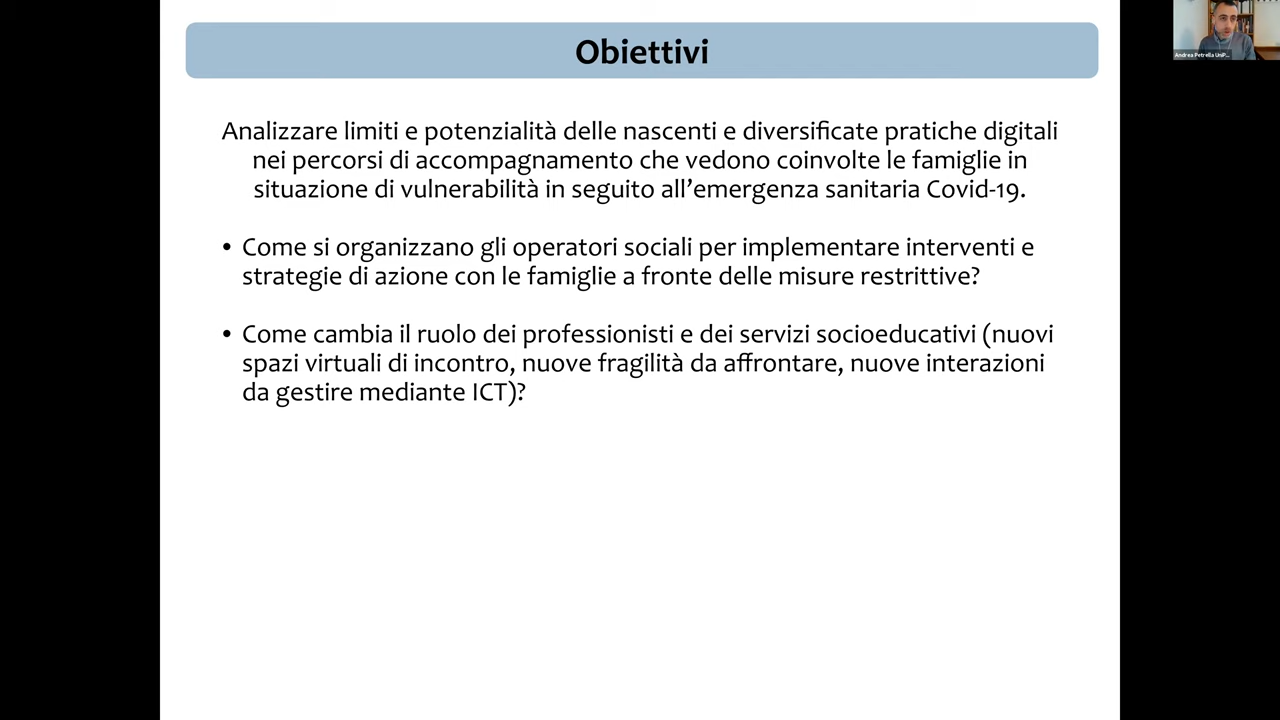 Obiettivi
Analizzare limiti e potenzialità delle nascenti e diversificate pratiche digitali
nei percorsi di accompagnamento che vedono coinvolte le famiglie in
situazione di vulnerabilità in seguito all’emergenza sanitaria Covid-19.
• Come si organizzano gli operatori sociali per implementare interventi e
strategie di azione con le famiglie a fronte delle misure restrittive?
• Come cambia il ruolo dei professionisti e dei servizi socioeducativi (nuovi
spazi virtuali di incontro, nuove fragilità da affrontare, nuove interazioni
da gestire mediante ICT)?
Andrea Petrella UniP...